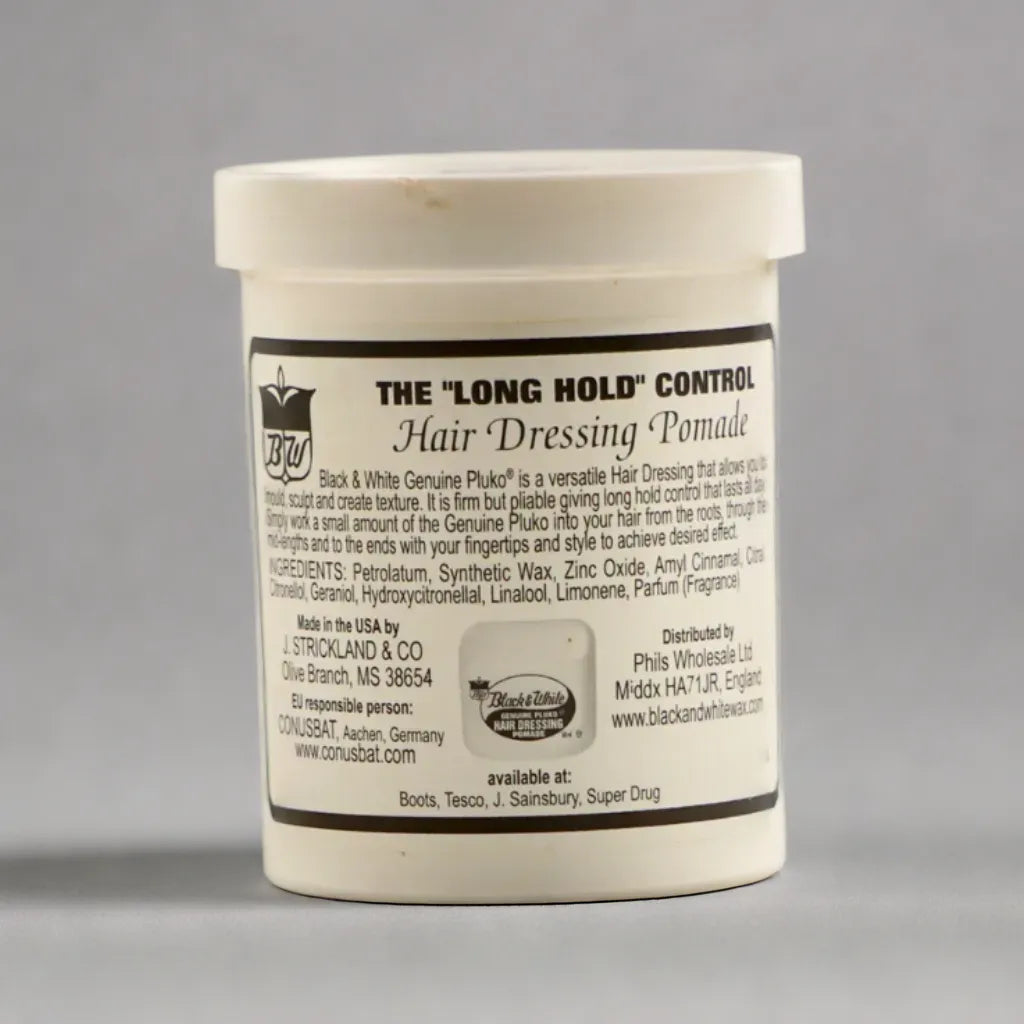 THE "LONG HOLD" CONTROL
Hair Dressing Pomade
BW
Black & White Genuine Pluko® is a versatile Hair Dressing that allows you to
mould, sculpt and create texture. It is firm but pliable giving long hold control that lasts all day
Simply work a small amount of the Genuine Pluko into your hair from the roots, through the
mid-lengths and to the ends with your fingertips and style to achieve desired effect.
INGREDIENTS: Petrolatum, Synthetic Wax, Zinc Oxide, Amyl Cinnamal, Citral
Citronellol, Geraniol, Hydroxycitronellal, Linalool, Limonene, Parfum (Fragrance)
Made in the USA by
J. STRICKLAND & CO
Olive Branch, MS 38654
EU responsible person:
CONUSBAT, Aachen, Germany
www.conusbat.com
Black & White
GENUINE PLUKO®
HAIR DRESSING
POMADE
Distributed by
Phils Wholesale Ltd
Middx HA71JR, England
www.blackandwhitewax.com
available at:
Boots, Tesco, J. Sainsbury, Super Drug